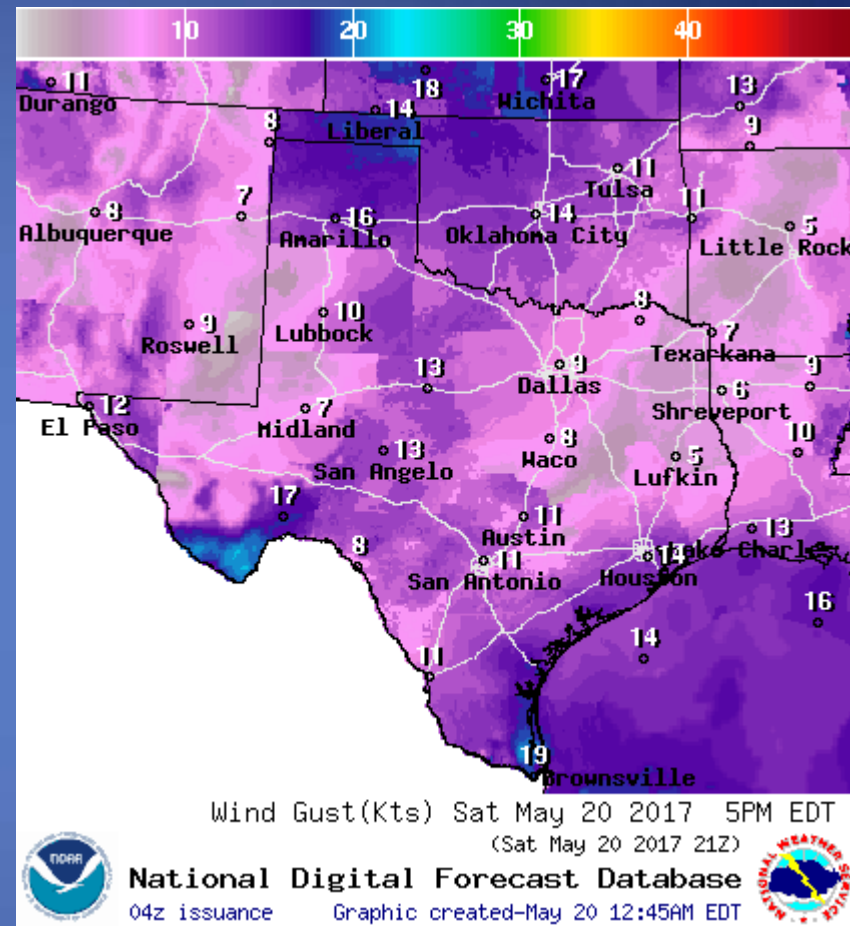 10 20 30 40
11
Durango
18
17
Wichita
13
14
Liberal
8
9
11
Tulsa
8
Albuquerque
7
16
Amarillo
14
Oklahoma City
11
5
Little Rock
9
Roswell
10
Lubbock
8
7
Texarkana
13
9
Dallas
6
Shreveport
9
12
El Paso
7
Midland
13
San Angelo
8
Waco
5
Lufkin
10
17
11
Austin
13
Lake Charles
8
11
San Antonio
14
Houston
16
14
11
19
Brownsville
Wind Gust(Kts) Sat May 20 2017 5PM EDT
(Sat May 20 2017 21Z)
National Digital Forecast Database
04z issuance Graphic created-May 20 12:45AM EDT
NOAA
NATIONAL WEATHER SERVICE